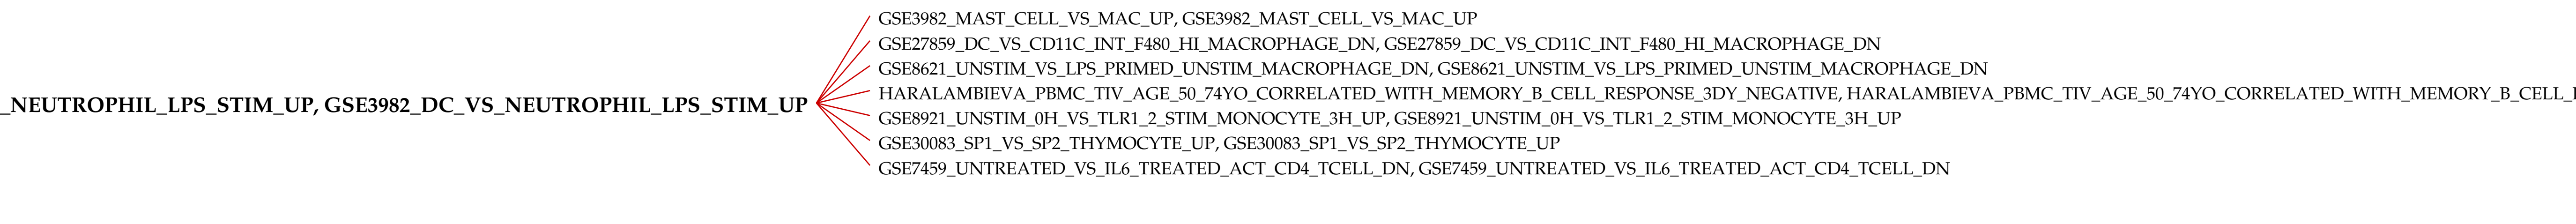 GSE3982_MAST_CELL_VS_MAC_UP, GSE3982_MAST_CELL_VS_MAC_UP
GSE27859_DC_VS_CD11C_INT_F480_HI_MACROPHAGE_DN, GSE27859_DC_VS_CD11C_INT_F480_HI_MACROPHAGE_DN
GSE8621_UNSTIM_VS_LPS_PRIMED_UNSTIM_MACROPHAGE_DN, GSE8621_UNSTIM_VS_LPS_PRIMED_UNSTIM_MACROPHAGE_DN
HARALAMBIEVA_PBMC_TIV_AGE_50_74YO_CORRELATED_WITH_MEMORY_B_CELL_RESPONSE_3DY_NEGATIVE, HARALAMBIEVA_PBMC_TIV_AGE_50_74YO_CORRELATED_WITH_MEMORY_B_CELL_
_NEUTROPHIL_LPS_STIM_UP, GSE3982_DC_VS_NEUTROPHIL_LPS_STIM_UP
GSE8921_UNSTIM_0H_VS_TLR1_2_STIM_MONOCYTE_3H_UP, GSE8921_UNSTIM_0H_VS_TLR1_2_STIM_MONOCYTE_3H_UP
GSE30083_SP1_VS_SP2_THYMOCYTE_UP, GSE30083_SP1_VS_SP2_THYMOCYTE_UP
GSE7459_UNTREATED_VS_IL6_TREATED_ACT_CD4_TCELL_DN, GSE7459_UNTREATED_VS_IL6_TREATED_ACT_CD4_TCELL_DN